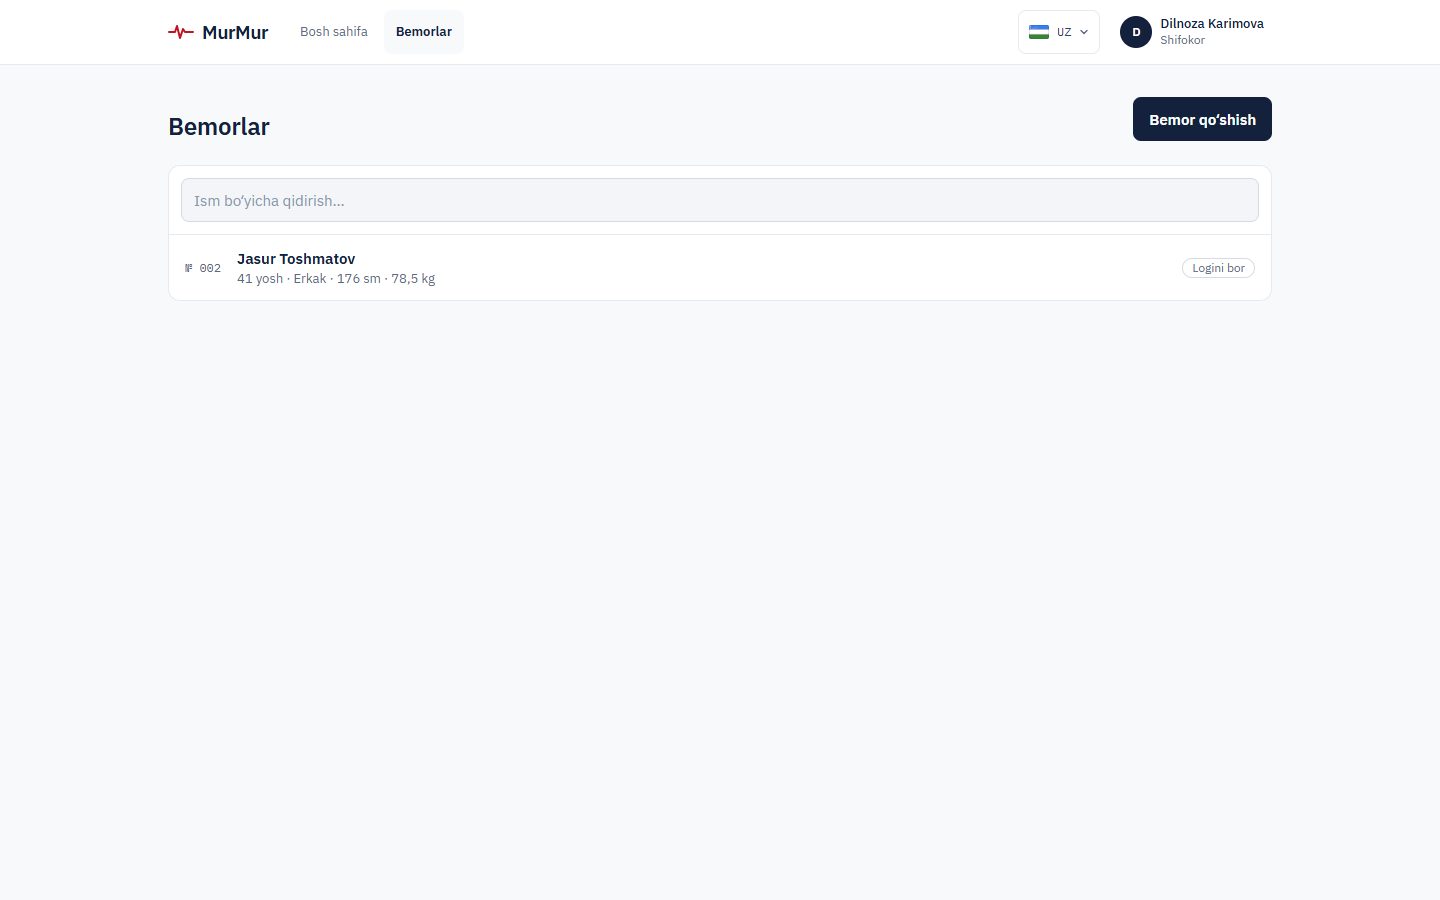 MurMur
Bosh sahifa
Bemorlar
UZ
D
Dilnoza Karimova
Shifokor
Bemorlar
Bemor qo‘shish
Ism bo‘yicha qidirish...
№ 002
Jasur Toshmatov
41 yosh · Erkak · 176 sm · 78,5 kg
Logini bor